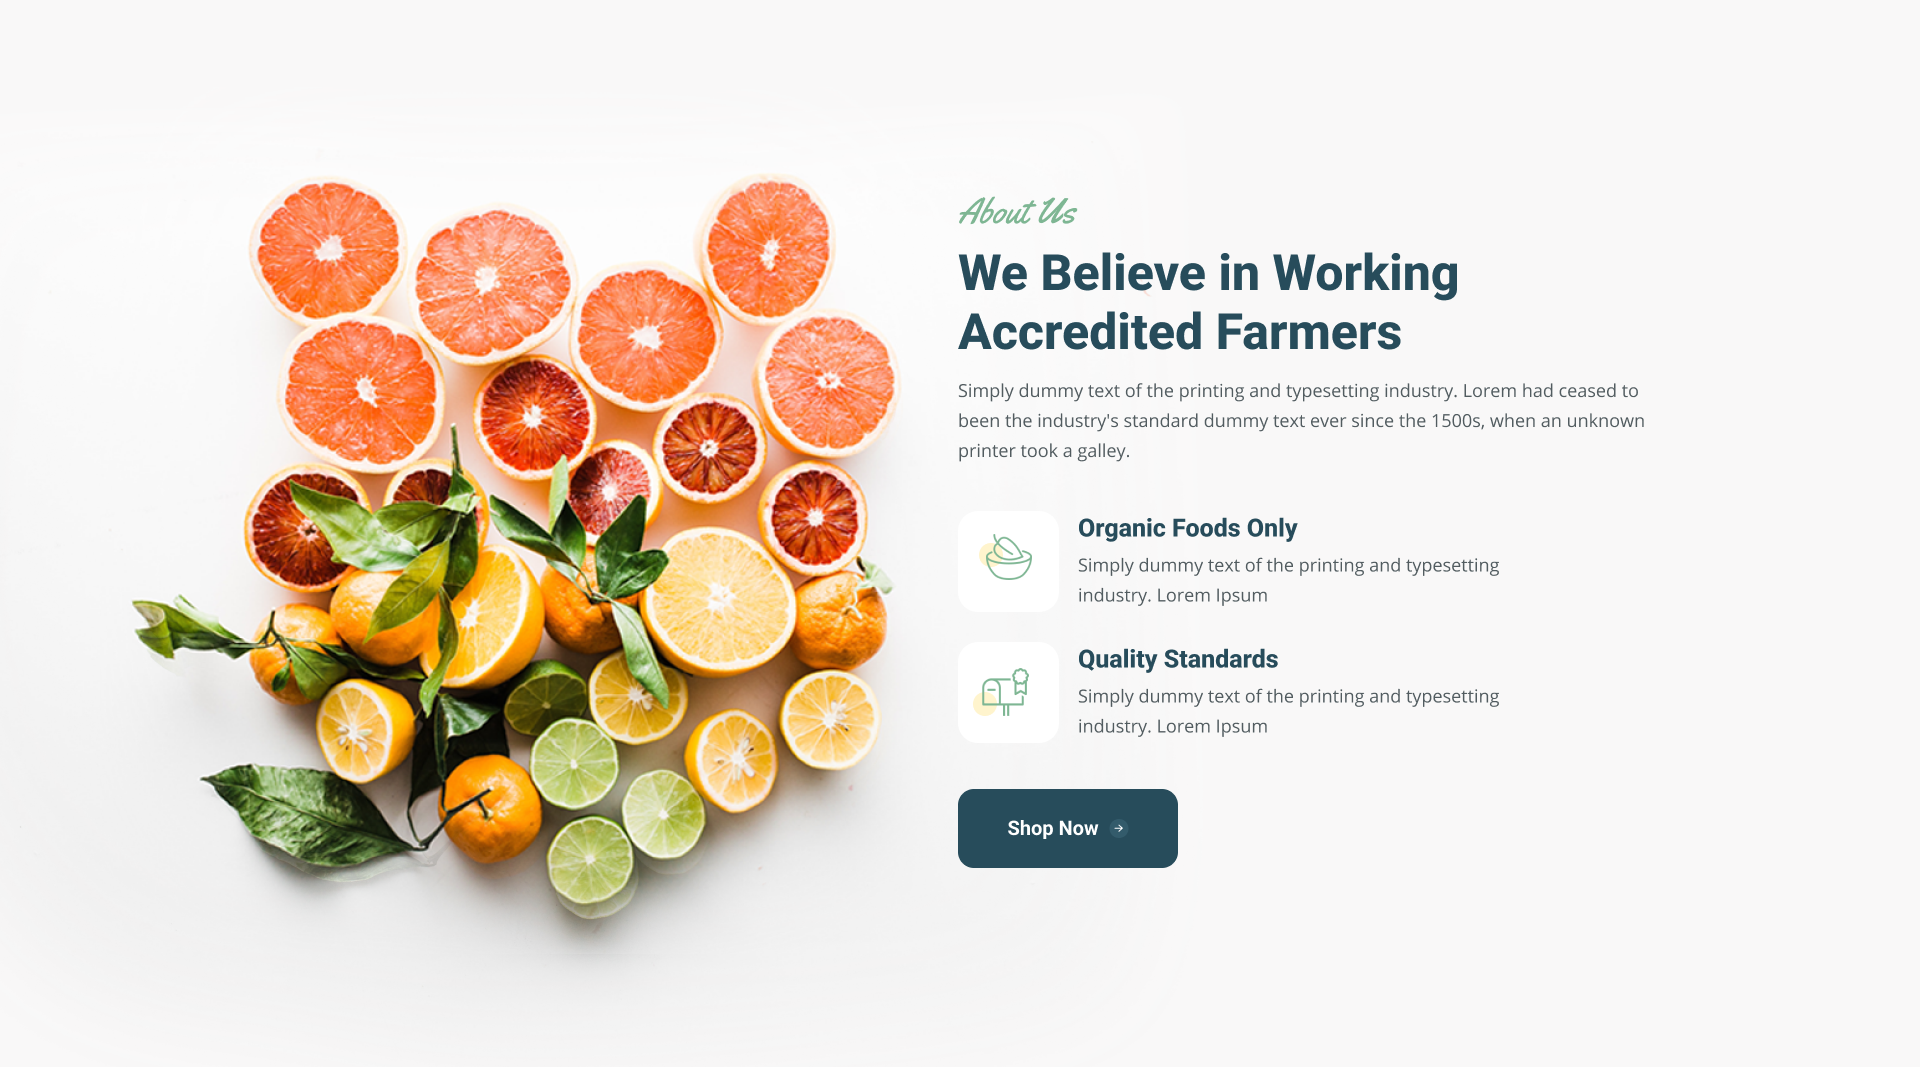 About Us
We Believe in Working
Accredited Farmers
Simply dummy text of the printing and typesetting industry. Lorem had ceased to
been the industry's standard dummy text ever since the 1500s, when an unknown
printer took a galley.
Organic Foods Only
Simply dummy text of the printing and typesetting
industry. Lorem Ipsum
Quality Standards
Simply dummy text of the printing and typesetting
industry. Lorem Ipsum
Shop Now